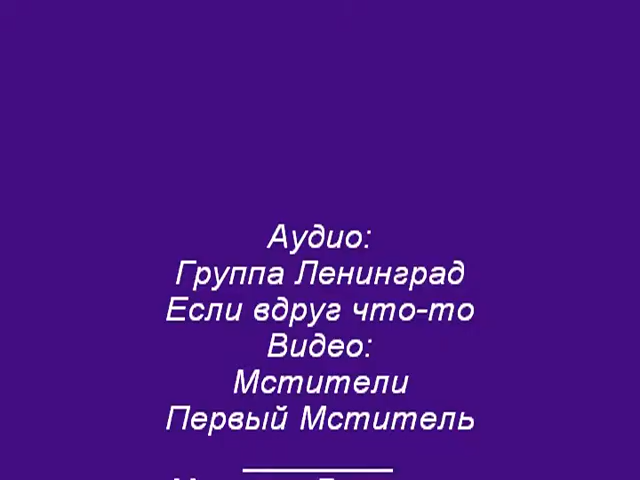 Аудио:
Группа Ленинград
Если вдруг что-то
Видео:
Мстители
Первый Мститель